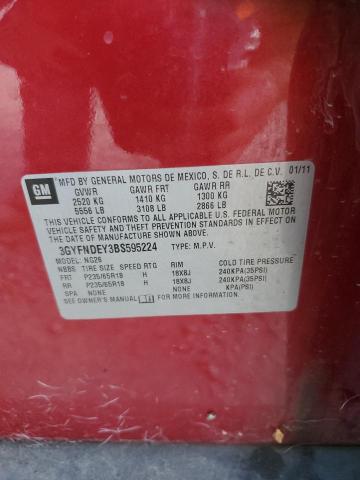 GM
MFD BY GENERAL MOTORS DE MEXICO, S. DE R.L. DE C.V. 01/11
GVWR GAWR FRT GAWR RR
2520 KG 1410 KG 1300 KG
5556 LB 3108 LB 2866 LB
THIS VEHICLE CONFORMS TO ALL APPLICABLE U.S. FEDERAL MOTOR
VEHICLE SAFETY, BUMPER, AND THEFT PREVENTION STANDARDS IN EFFECT ON
THE DATE OF MANUFACTURE SHOWN ABOVE.
3GYFNDEY3BS595224 TYPE: M.P.V.
MODEL: NG26
NBBS TIRE SIZE SPEED RTG RIM COLD TIRE PRESSURE
FRT P235/65R18 H 18X8J 240KPA(35PSI)
RR P235/65R18 H 18X8J 240KPA(35PSI)
SPA NONE NONE KPA(PSI)
SEE OWNER'S MANUAL FOR MORE INFORMATION.